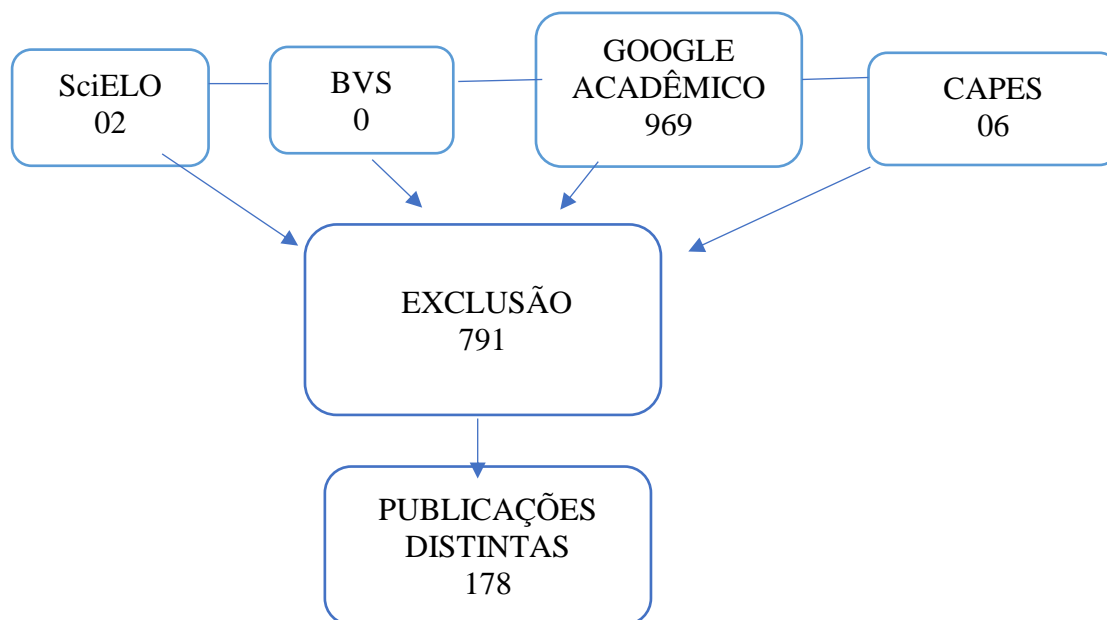 SciELO
02
BVS
0
GOOGLE
ACADÊMICO
969
CAPES
06
EXCLUSÃO
791
PUBLICAÇÕES
DISTINTAS
178